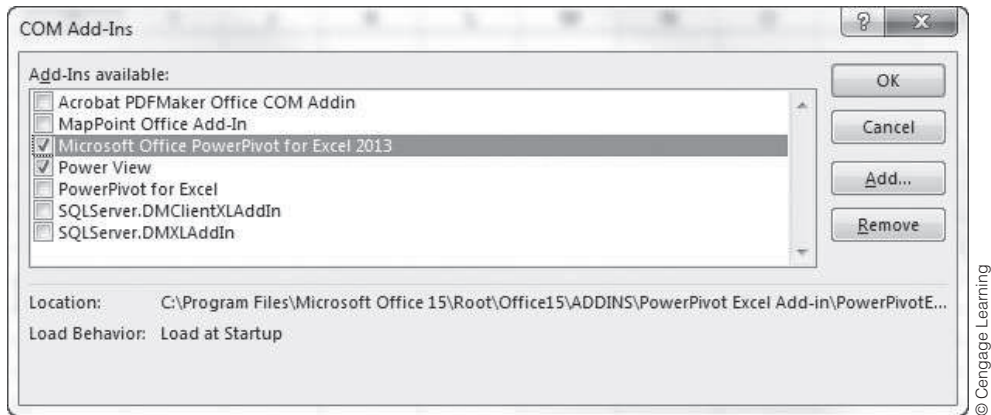 COM Add-Ins
Add-Ins available:
Acrobat PDFMaker Office COM Addin
MapPoint Office Add-In
Microsoft Office PowerPivot for Excel 2013
Power View
PowerPivot for Excel
SQLServer.DMClientXLAddIn
SQLServer.DMXLAddIn
OK
Cancel
Add...
Remove
Location: C:\Program Files\Microsoft Office 15\Root\Office15\ADDINS\PowerPivot Excel Add-in\PowerPivotE...
Load Behavior: Load at Startup
© Cengage Learning